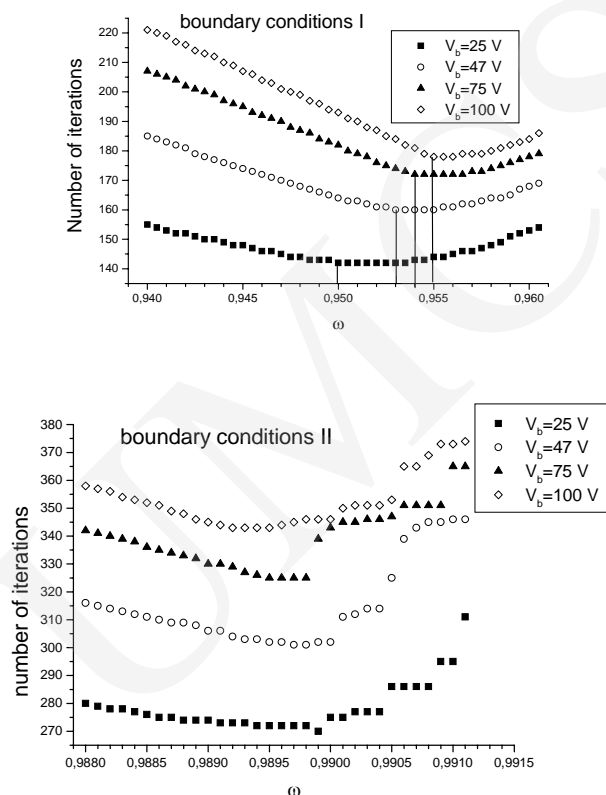 boundary conditions I
V_b=25 V
V_b=47 V
V_b=75 V
V_b=100 V
Number of iterations
220
210
200
190
180
170
160
150
140
0,940
0,945
0,950
0,955
0,960
ω
boundary conditions II
V_b=25 V
V_b=47 V
V_b=75 V
V_b=100 V
number of iterations
380
370
360
350
340
330
320
310
300
290
280
270
0,9880
0,9885
0,9890
0,9895
0,9900
0,9905
0,9910
0,9915
ω
UMCS